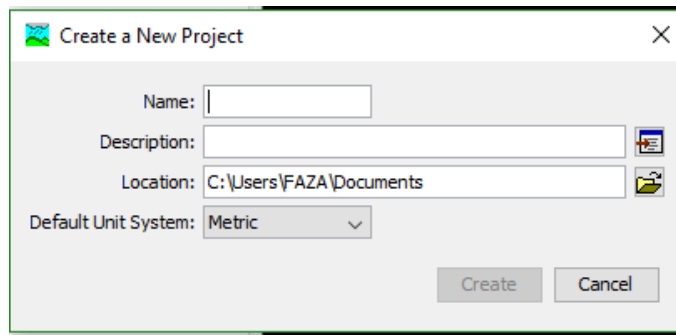 Create a New Project
Name:
Description:
Location: C:\Users\FAZA\Documents
Default Unit System: Metric
Create Cancel